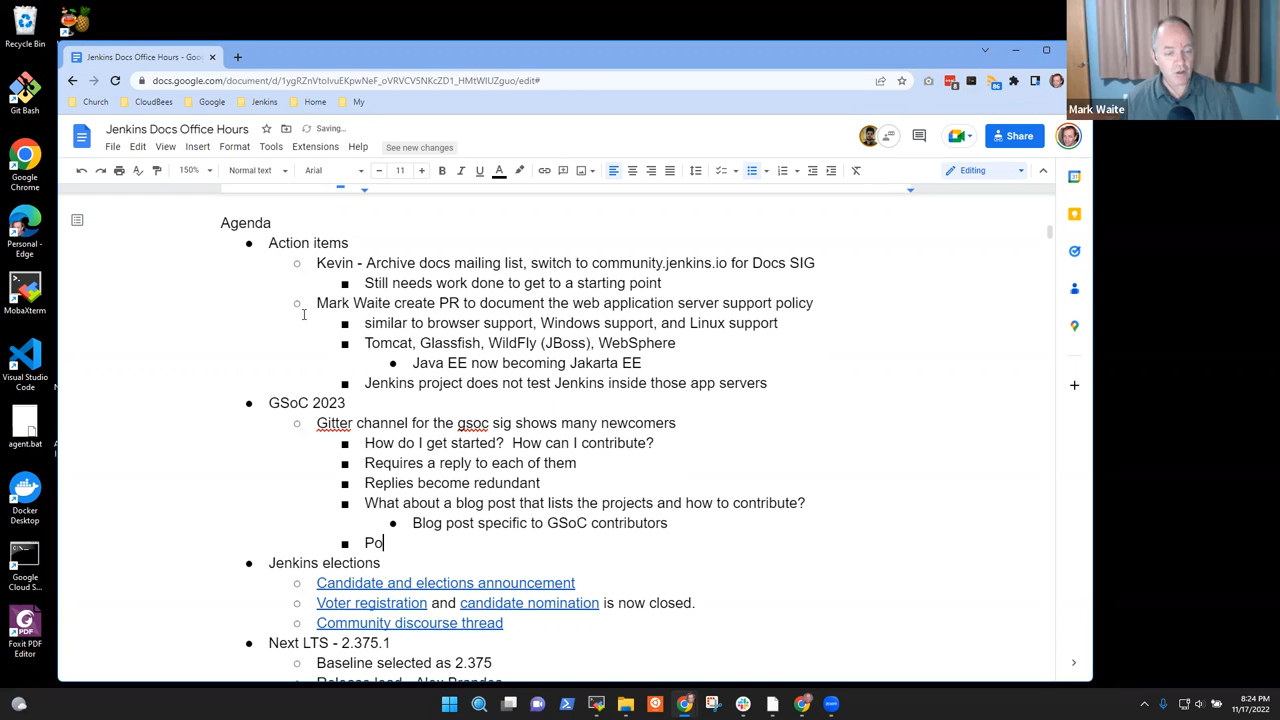 Recycle Bin
Git Bash
Google Chrome
Personal - Edge
MobaXterm
Visual Studio Code
agent.bat
Docker Desktop
Google Cloud S...
Foxit PDF Editor
Jenkins Docs Office Hours - Goo
docs.google.com/document/d/
/edit#
Church
CloudBees
Google
Jenkins
Home
My
Jenkins Docs Office Hours
Saving...
File Edit View Insert Format Tools Extensions Help
See new changes
Share
150%
Normal text
Arial
11
Editing
Agenda
● Action items
○ Kevin - Archive docs mailing list, switch to community.jenkins.io for Docs SIG
■ Still needs work done to get to a starting point
○ Mark Waite create PR to document the web application server support policy
■ similar to browser support, Windows support, and Linux support
■ Tomcat, Glassfish, WildFly (JBoss), WebSphere
● Java EE now becoming Jakarta EE
■ Jenkins project does not test Jenkins inside those app servers
● GSoC 2023
○ Gitter channel for the gsoc sig shows many newcomers
■ How do I get started? How can I contribute?
■ Requires a reply to each of them
■ Replies become redundant
■ What about a blog post that lists the projects and how to contribute?
● Blog post specific to GSoC contributors
■ Po
● Jenkins elections
○ Candidate and elections announcement
○ Voter registration and candidate nomination is now closed.
○ Community discourse thread
● Next LTS - 2.375.1
○ Baseline selected as 2.375
○ Release lead - Alex Brandes
Mark Waite
8:24 PM
11/17/2022